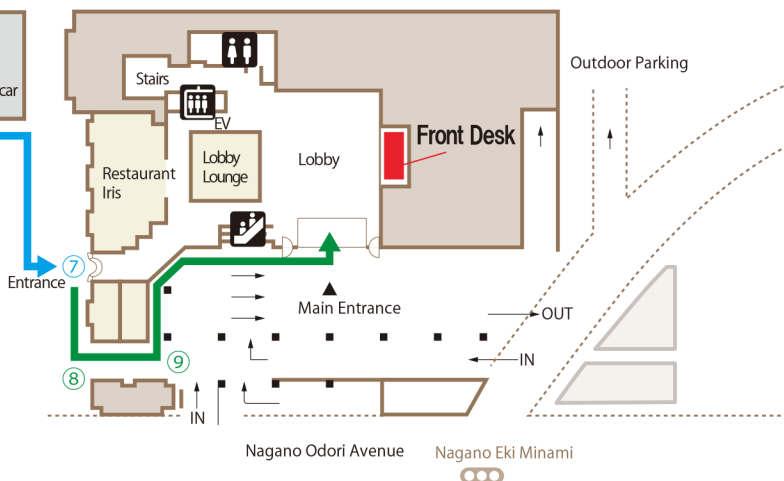 car
Stairs
EV
Restaurant
Iris
Lobby
Lounge
Lobby
Front Desk
Outdoor Parking
⑦
Entrance
Main Entrance
OUT
IN
⑨
⑧
IN
Nagano Odori Avenue
Nagano Eki Minami